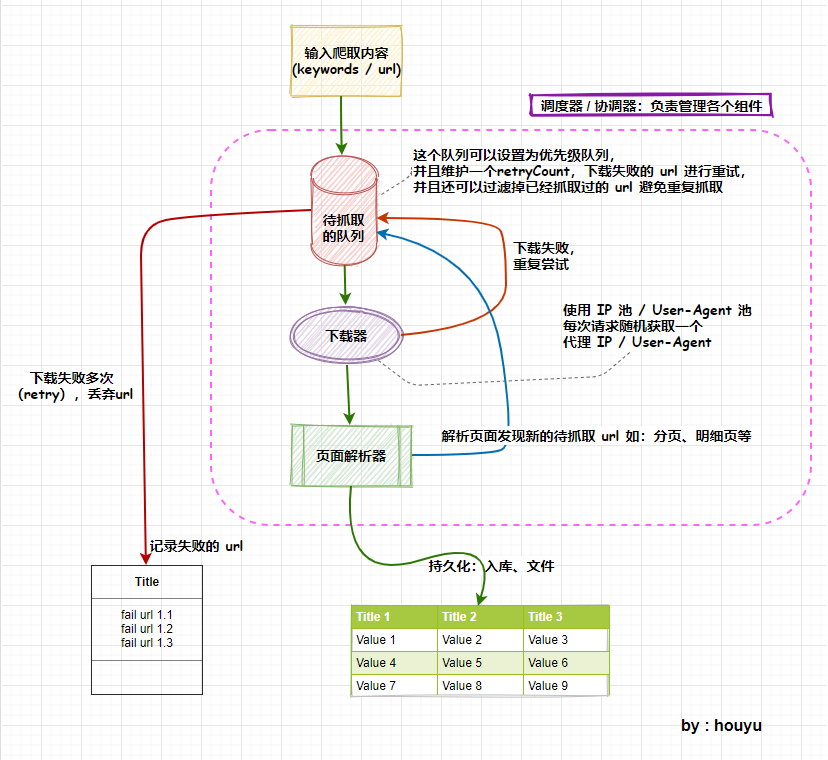 输入爬取内容
(keywords / url)
调度器 / 协调器：负责管理各个组件
这个队列可以设置为优先级队列，
并且维护一个retryCount，下载失败的 url 进行重试，
并且还可以过滤掉已经抓取过的 url 避免重复抓取
待抓取
的队列
下载失败，
重复尝试
使用 IP 池 / User-Agent 池
每次请求随机获取一个
代理 IP / User-Agent
下载器
下载失败多次
（retry），丢弃url
解析页面发现新的待抓取 url 如：分页、明细页等
页面解析器
记录失败的 url
持久化：入库、文件
Title
fail url 1.1
fail url 1.2
fail url 1.3
Title 1 Title 2 Title 3
Value 1 Value 2 Value 3
Value 4 Value 5 Value 6
Value 7 Value 8 Value 9
by : houyu